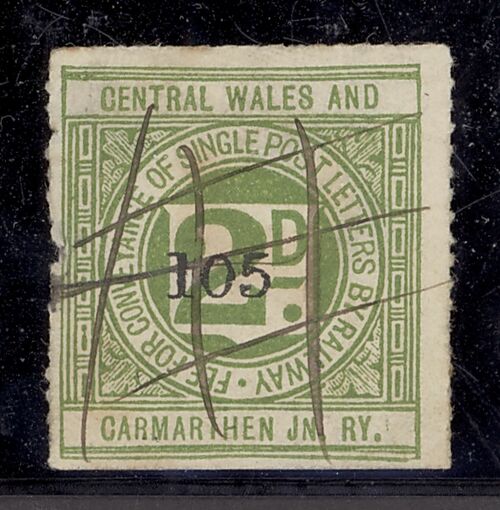 CENTRAL WALES AND
FEE FOR CONVEYANCE OF SINGLE POST LETTERS BY RAILWAY.
2D.
105
CARMARTHEN JN. RY.